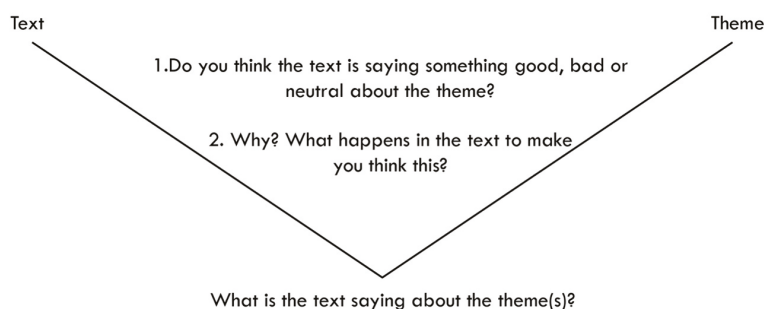 Text
Theme
1.Do you think the text is saying something good, bad or
neutral about the theme?
2. Why? What happens in the text to make
you think this?
What is the text saying about the theme(s)?